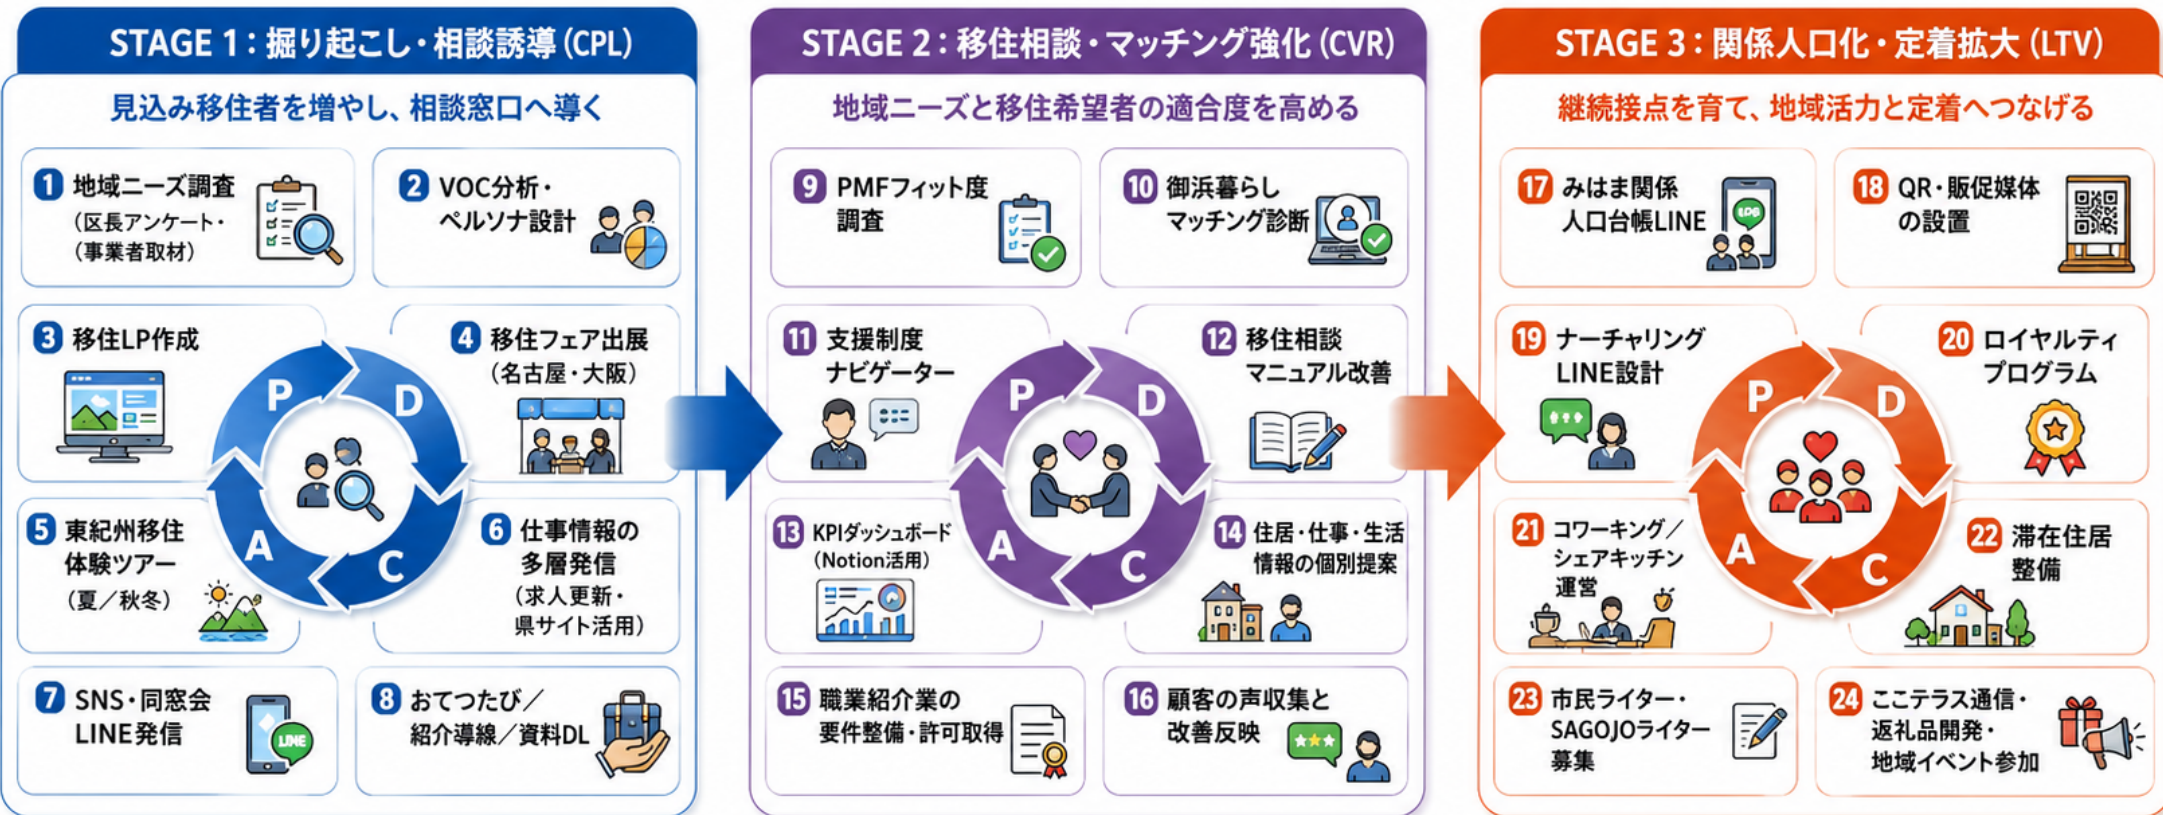 STAGE 1：掘り起こし・相談誘導（CPL）
見込み移住者を増やし、相談窓口へ導く
1 地域ニーズ調査
（区長アンケート・
（事業者取材）
2 VOC分析・
ペルソナ設計
3 移住LP作成
4 移住フェア出展
（名古屋・大阪）
5 東紀州移住
体験ツアー
（夏／秋冬）
6 仕事情報の
多層発信
（求人更新・
県サイト活用）
7 SNS・同窓会
LINE発信
LINE
8 おてつたび／
紹介導線／資料DL
P
D
C
A
STAGE 2：移住相談・マッチング強化（CVR）
地域ニーズと移住希望者の適合度を高める
9 PMFフィット度
調査
10 御浜暮らし
マッチング診断
11 支援制度
ナビゲーター
12 移住相談
マニュアル改善
13 KPIダッシュボード
（Notion活用）
14 住居・仕事・生活
情報の個別提案
15 職業紹介業の
要件整備・許可取得
16 顧客の声収集と
改善反映
P
D
C
A
STAGE 3：関係人口化・定着拡大（LTV）
継続接点を育て、地域活力と定着へつなげる
17 みはま関係
人口台帳LINE
18 QR・販促媒体
の設置
19 ナーチャリング
LINE設計
20 ロイヤルティ
プログラム
21 コワーキング／
シェアキッチン
運営
22 滞在住居
整備
23 市民ライター・
SAGOJOライター
募集
24 ここテラス通信・
返礼品開発・
地域イベント参加
P
D
C
A